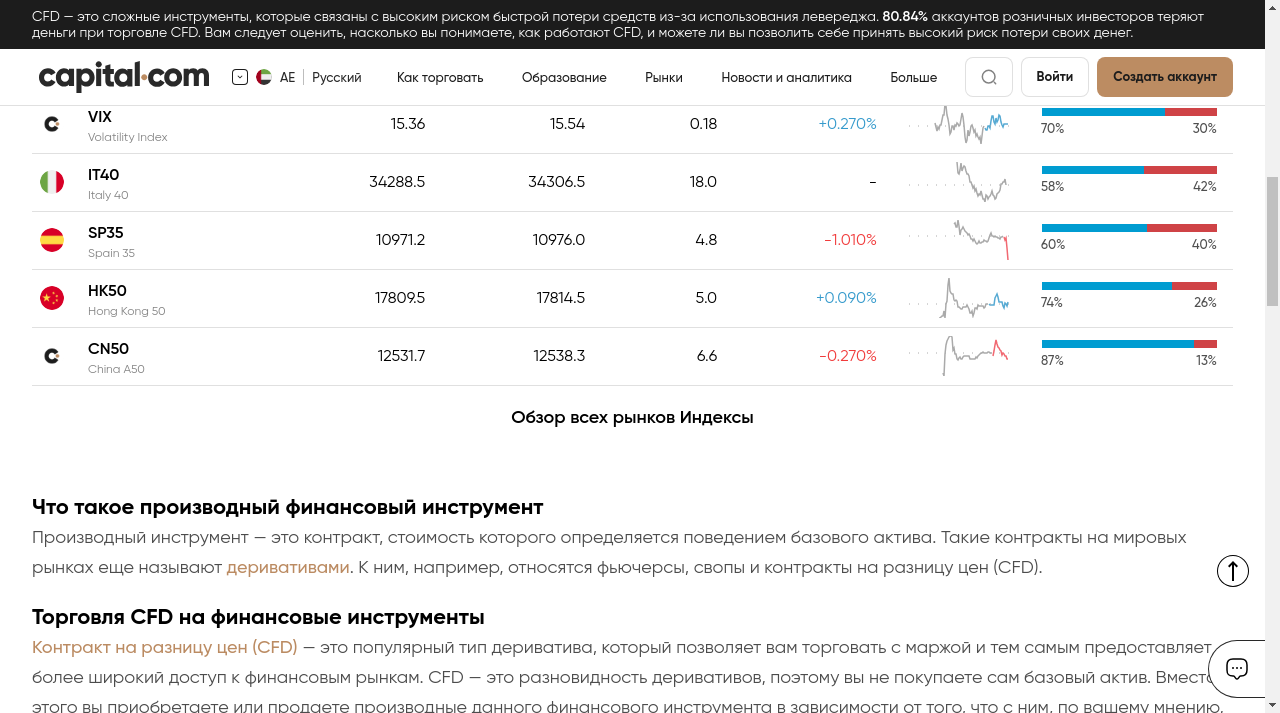 CFD — это сложные инструменты, которые связаны с высоким риском быстрой потери средств из-за использования левереджа. 80.84% аккаунтов розничных инвесторов теряют
деньги при торговле CFD. Вам следует оценить, насколько вы понимаете, как работают CFD, и можете ли вы позволить себе принять высокий риск потери своих денег.
capital.com AE Русский Как торговать Образование Рынки Новости и аналитика Больше Войти Создать аккаунт
VIX 15.36 15.54 0.18 +0.270%
Volatility Index 70% 30%
IT40 34288.5 34306.5 18.0 -
Italy 40 58% 42%
SP35 10971.2 10976.0 4.8 -1.010%
Spain 35 60% 40%
HK50 17809.5 17814.5 5.0 +0.090%
Hong Kong 50 74% 26%
CN50 12531.7 12538.3 6.6 -0.270%
China A50 87% 13%
Обзор всех рынков Индексы
Что такое производный финансовый инструмент
Производный инструмент — это контракт, стоимость которого определяется поведением базового актива. Такие контракты на мировых
рынках еще называют деривативами. К ним, например, относятся фьючерсы, свопы и контракты на разницу цен (CFD).
Торговля CFD на финансовые инструменты
Контракт на разницу цен (CFD) — это популярный тип дериватива, который позволяет вам торговать с маржой и тем самым предоставляет
более широкий доступ к финансовым рынкам. CFD — это разновидность деривативов, поэтому вы не покупаете сам базовый актив. Вместо
этого вы приобретаете или продаете производные данного финансового инструмента в зависимости от того, что с ним, по вашему мнению,